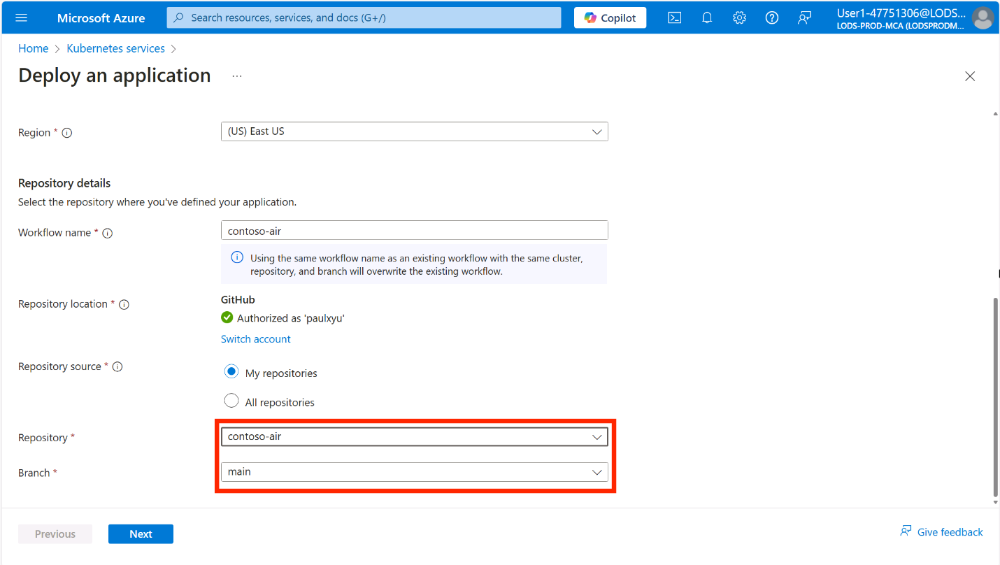 Microsoft Azure
Search resources, services, and docs (G+/)
Copilot
User1-47751306@LODS...
LODS-PROD-MCA (LODSPRODM...
Home > Kubernetes services >
Deploy an application ...
Region *
(US) East US
Repository details
Select the repository where you've defined your application.
Workflow name *
contoso-air
Using the same workflow name as an existing workflow with the same cluster,
repository, and branch will overwrite the existing workflow.
Repository location *
GitHub
Authorized as 'paulxyu'
Switch account
Repository source *
My repositories
All repositories
Repository *
contoso-air
Branch *
main
Previous
Next
Give feedback